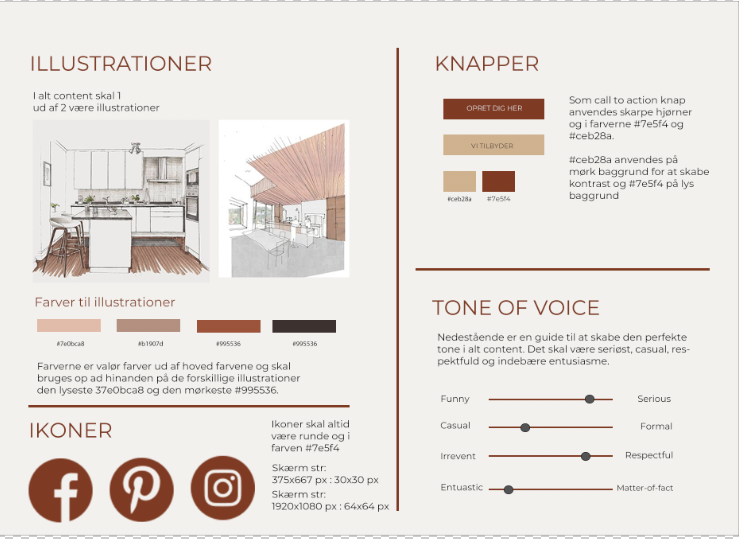 ILLUSTRATIONER
I alt content skal 1
ud af 2 være illustrationer
Farver til illustrationer
#7e0bca8
#b1907d
#995536
#995536
Farverne er valør farver ud af hoved farvene og skal
bruges op ad hinanden på de forskillige illustrationer
den lyseste 37e0bca8 og den mørkeste #995536.
IKONER
Ikoner skal altid
være runde og i
farven #7e5f4
Skærm str:
375x667 px : 30x30 px
Skærm str:
1920x1080 px : 64x64 px
KNAPPER
OPRET DIG HER
VI TILBYDER
#ceb28a
#7e5f4
Som call to action knap
anvendes skarpe hjørner
og i farverne #7e5f4 og
#ceb28a.
#ceb28a anvendes på
mørk baggrund for at skabe
kontrast og #7e5f4 på lys
baggrund
TONE OF VOICE
Nedestående er en guide til at skabe den perfekte
tone i alt content. Det skal være seriøst, casual, res-
pektfuld og indebære entusiasme.
Funny
Serious
Casual
Formal
Irrevent
Respectful
Entuastic
Matter-of-fact